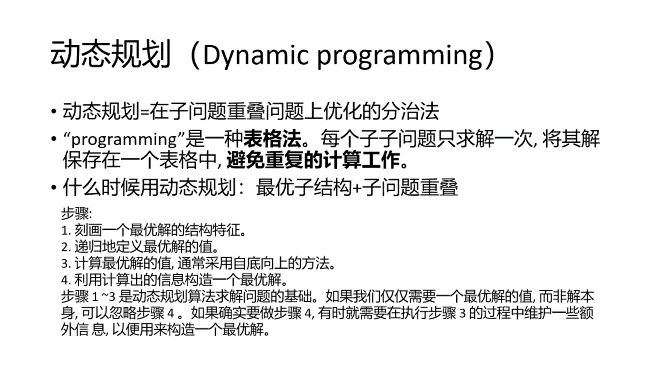 动态规划（Dynamic programming）
• 动态规划=在子问题重叠问题上优化的分治法
• “programming”是一种表格法。每个子子问题只求解一次, 将其解
保存在一个表格中, 避免重复的计算工作。
• 什么时候用动态规划：最优子结构+子问题重叠
步骤:
1. 刻画一个最优解的结构特征。
2. 递归地定义最优解的值。
3. 计算最优解的值, 通常采用自底向上的方法。
4. 利用计算出的信息构造一个最优解。
步骤 1 ~3 是动态规划算法求解问题的基础。如果我们仅仅需要一个最优解的值, 而非解本
身, 可以忽略步骤 4 。如果确实要做步骤 4, 有时就需要在执行步骤 3 的过程中维护一些额
外信 息, 以便用来构造一个最优解。